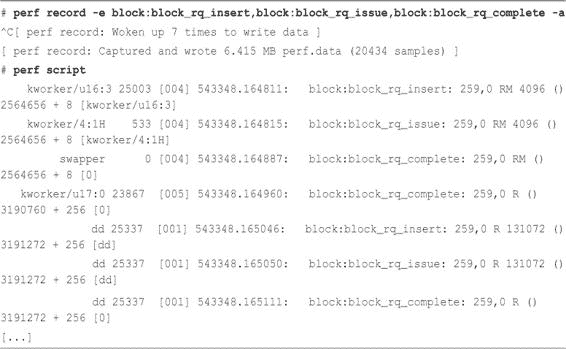 # perf record -e block:block_rq_insert,block:block_rq_issue,block:block_rq_complete -a
^C[ perf record: Woken up 7 times to write data ]
[ perf record: Captured and wrote 6.415 MB perf.data (20434 samples) ]
# perf script
kworker/u16:3 25003 [004] 543348.164811: block:block_rq_insert: 259,0 RM 4096 ()
2564656 + 8 [kworker/u16:3]
kworker/4:1H 533 [004] 543348.164815: block:block_rq_issue: 259,0 RM 4096 ()
2564656 + 8 [kworker/4:1H]
swapper 0 [004] 543348.164887: block:block_rq_complete: 259,0 RM ()
2564656 + 8 [0]
kworker/u17:0 23867 [005] 543348.164960: block:block_rq_complete: 259,0 R ()
3190760 + 256 [0]
dd 25337 [001] 543348.165046: block:block_rq_insert: 259,0 R 131072 ()
3191272 + 256 [dd]
dd 25337 [001] 543348.165050: block:block_rq_issue: 259,0 R 131072 ()
3191272 + 256 [dd]
dd 25337 [001] 543348.165111: block:block_rq_complete: 259,0 R ()
3191272 + 256 [0]
[...]